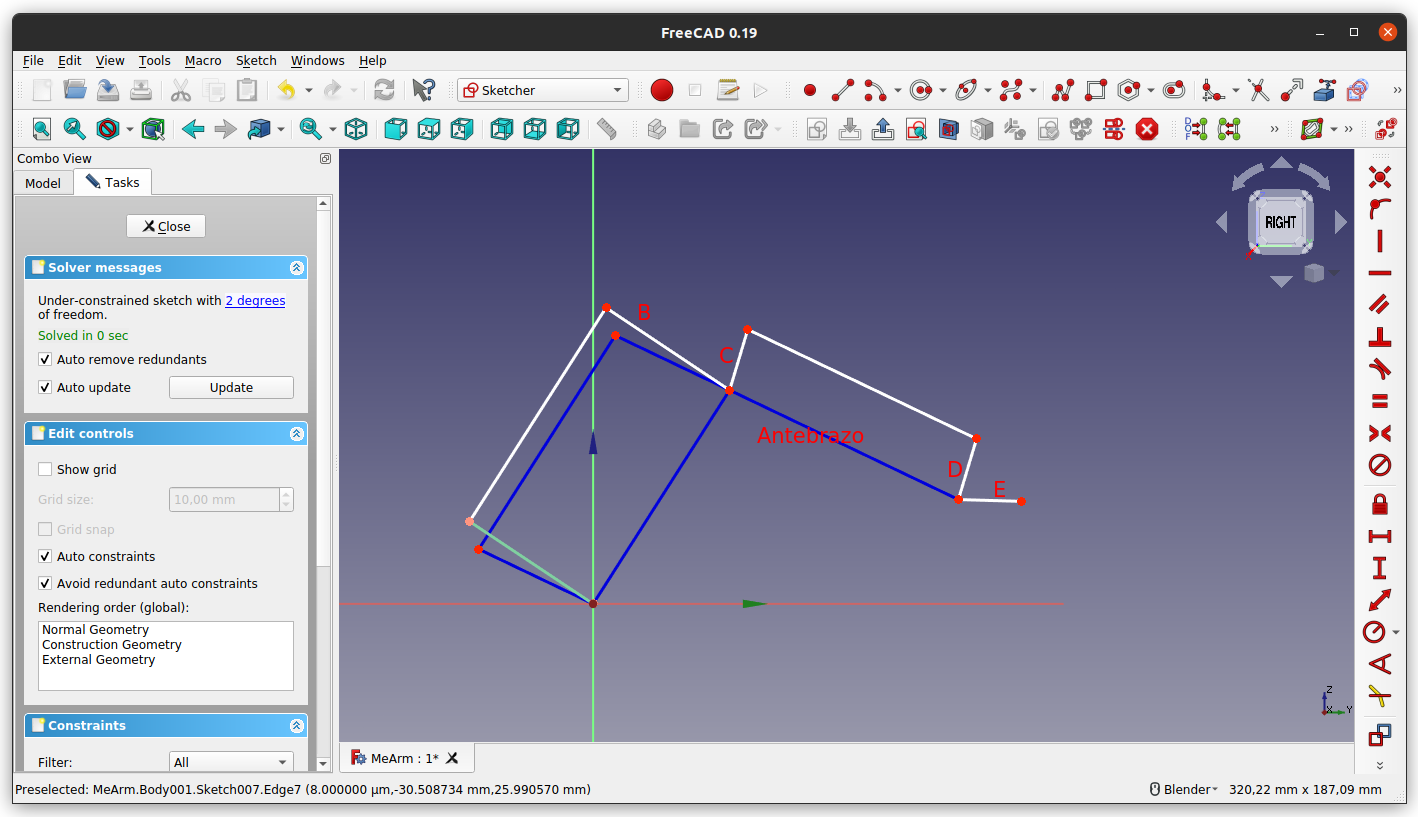 FreeCAD 0.19
File Edit View Tools Macro Sketch Windows Help
Sketcher
Combo View
Model Tasks
Close
Solver messages
Under-constrained sketch with 2 degrees
of freedom.
Solved in 0 sec
Auto remove redundants
Auto update Update
Edit controls
Show grid
Grid size: 10,00 mm
Grid snap
Auto constraints
Avoid redundant auto constraints
Rendering order (global):
Normal Geometry
Construction Geometry
External Geometry
Constraints
Filter: All
B
C
Antebrazo
D
E
RIGHT
Z
X Y
MeArm : 1*
Preselected: MeArm.Body001.Sketch007.Edge7 (8.000000 µm,-30.508734 mm,25.990570 mm)
Blender
320,22 mm x 187,09 mm